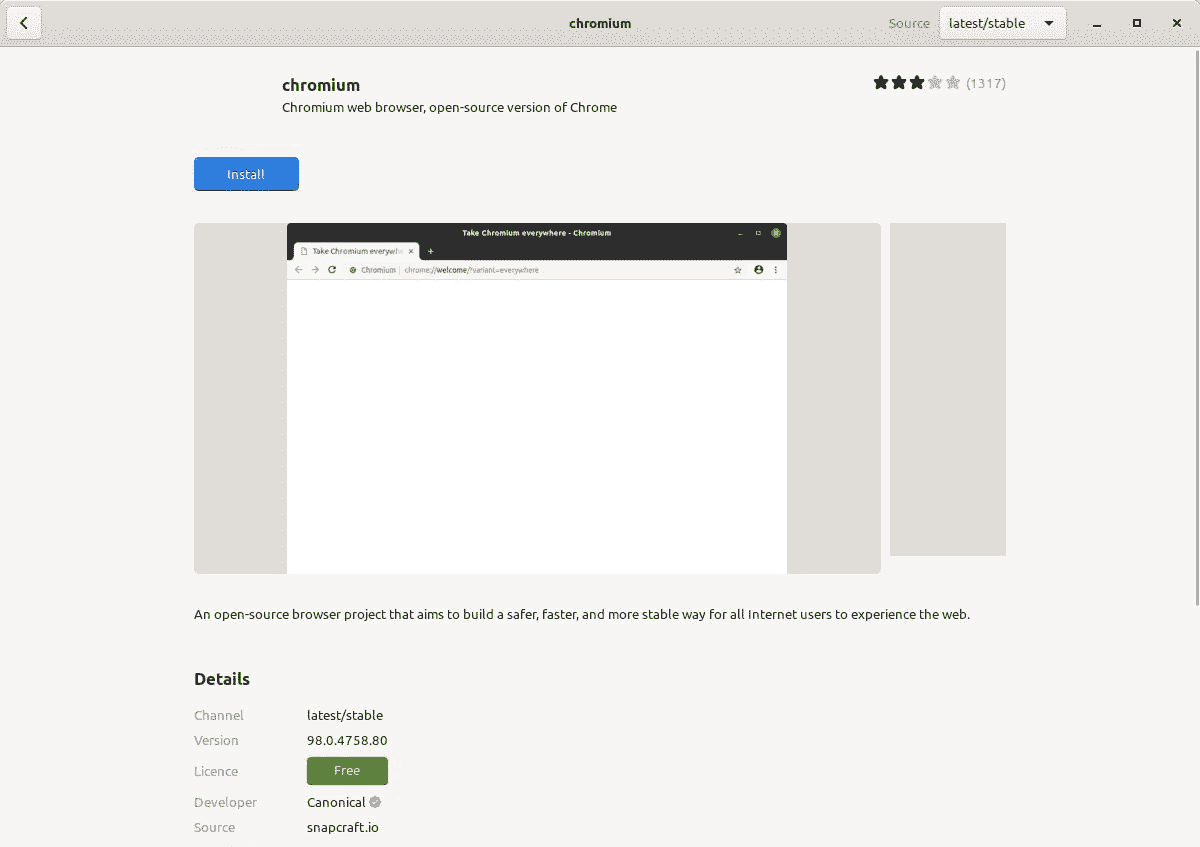 chromium
Source latest/stable
chromium
(1317)
Chromium web browser, open-source version of Chrome
Install
Take Chromium everywhere - Chromium
Take Chromium everywh
Chromium | chrome://welcome/?variant=everywhere
An open-source browser project that aims to build a safer, faster, and more stable way for all Internet users to experience the web.
Details
Channel latest/stable
Version 98.0.4758.80
Licence Free
Developer Canonical
Source snapcraft.io